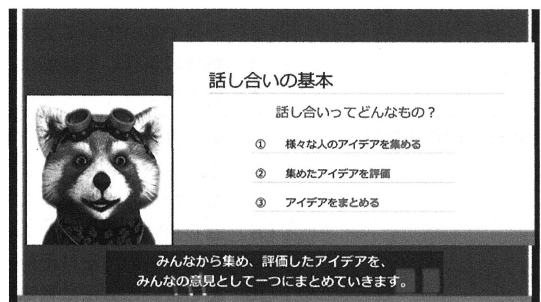 話し合いの基本
話し合いってどんなもの？
① 様々な人のアイデアを集める
② 集めたアイデアを評価
③ アイデアをまとめる
みんなから集め、評価したアイデアを、
みんなの意見として一つにまとめていきます。